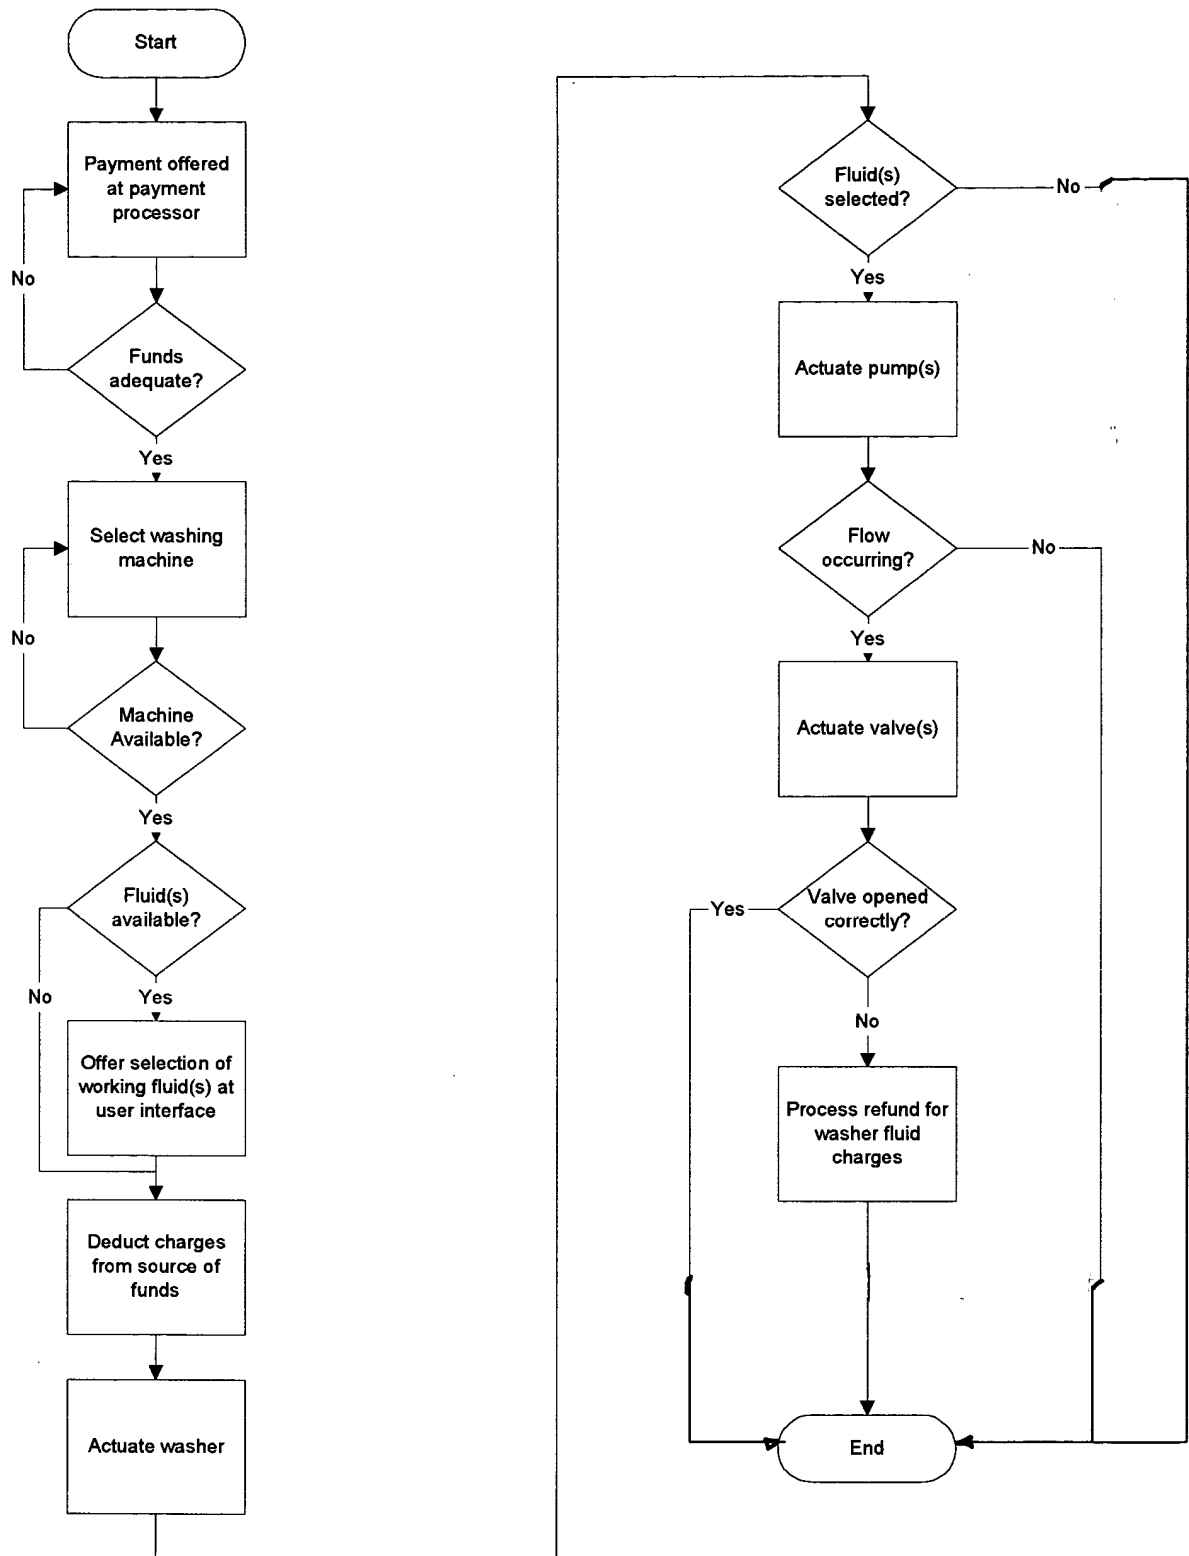 Start
Payment offered
at payment
processor
No
Funds
adequate?
Yes
Select washing
machine
No
Machine
Available?
Yes
Fluid(s)
available?
No
Yes
Offer selection of
working fluid(s) at
user interface
Deduct charges
from source of
funds
Actuate washer
Fluid(s)
selected?
No
Yes
Actuate pump(s)
Flow
occurring?
No
Yes
Actuate valve(s)
Valve opened
correctly?
Yes
No
Process refund for
washer fluid
charges
End